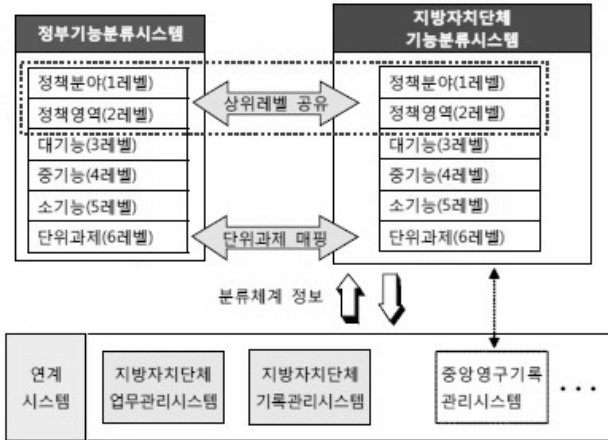 정부기능분류시스템
지방자치단체
기능분류시스템
정책분야(1레벨)
정책영역(2레벨)
대기능(3레벨)
중기능(4레벨)
소기능(5레벨)
단위과제(6레벨)
상위레벨 공유
단위과제 매핑
정책분야(1레벨)
정책영역(2레벨)
대기능(3레벨)
중기능(4레벨)
소기능(5레벨)
단위과제(6레벨)
분류체계 정보
연계
시스템
지방자치단체
업무관리시스템
지방자치단체
기록관리시스템
중앙영구기록
관리시스템
• • •